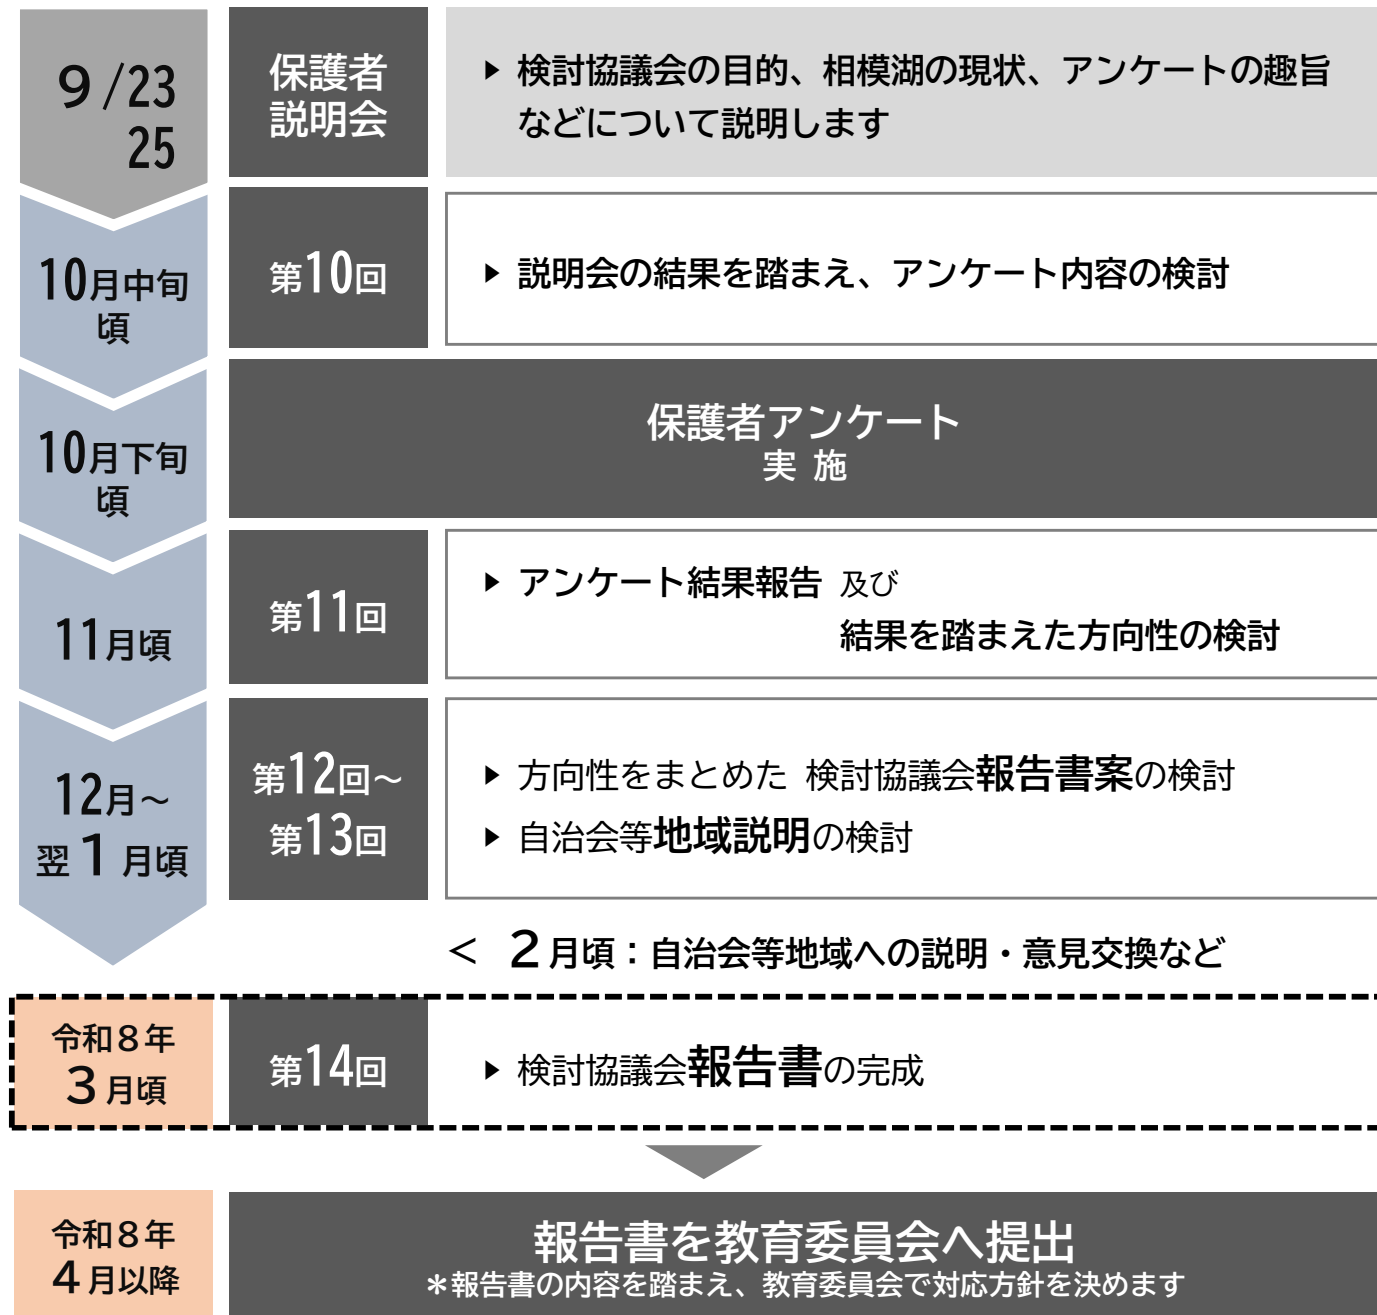 9/23
25
保護者
説明会
▶ 検討協議会の目的、相模湖の現状、アンケートの趣旨
などについて説明します
10月中旬
頃
第10回
▶ 説明会の結果を踏まえ、アンケート内容の検討
10月下旬
頃
保護者アンケート
実 施
11月頃
第11回
▶ アンケート結果報告 及び
結果を踏まえた方向性の検討
12月～
翌1月頃
第12回～
第13回
▶ 方向性をまとめた 検討協議会報告書案の検討
▶ 自治会等地域説明の検討
＜ 2月頃：自治会等地域への説明・意見交換など
令和8年
3月頃
第14回
▶ 検討協議会報告書の完成
令和8年
4月以降
報告書を教育委員会へ提出
＊報告書の内容を踏まえ、教育委員会で対応方針を決めます